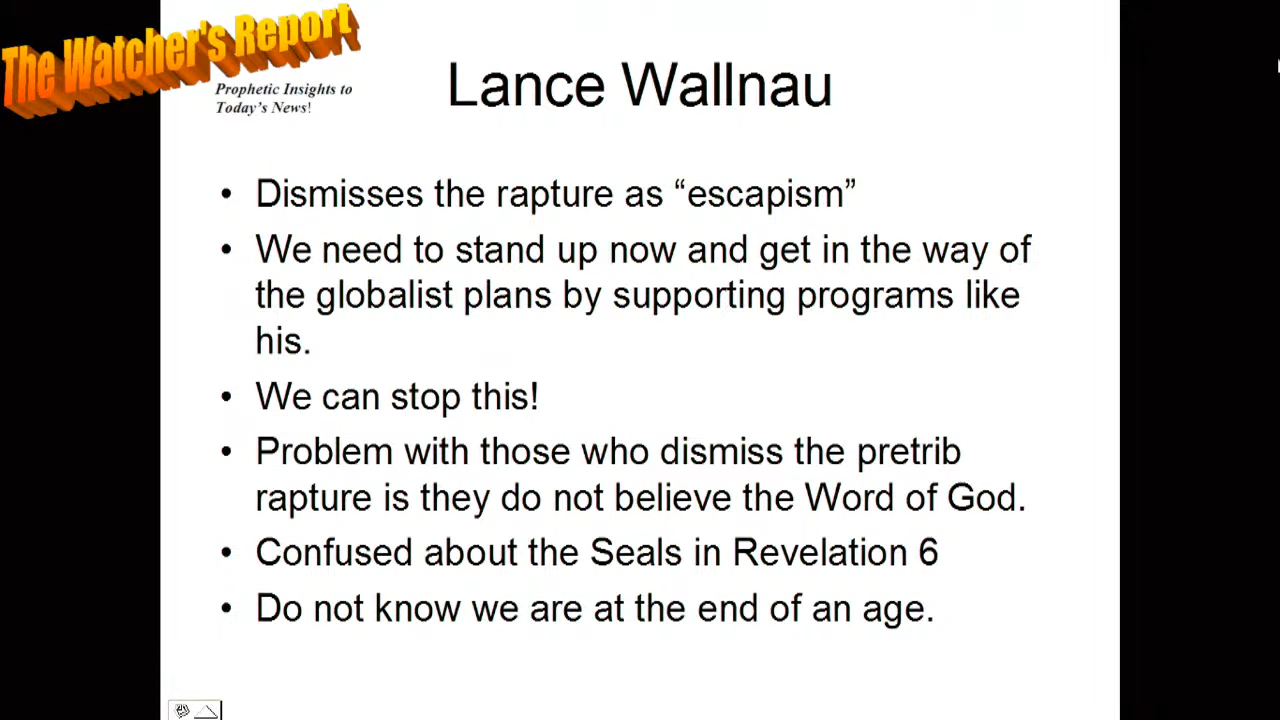 The Watcher's Report
Prophetic Insights to
Today's News!
Lance Wallnau
• Dismisses the rapture as “escapism”
• We need to stand up now and get in the way of
the globalist plans by supporting programs like
his.
• We can stop this!
• Problem with those who dismiss the pretrib
rapture is they do not believe the Word of God.
• Confused about the Seals in Revelation 6
• Do not know we are at the end of an age.